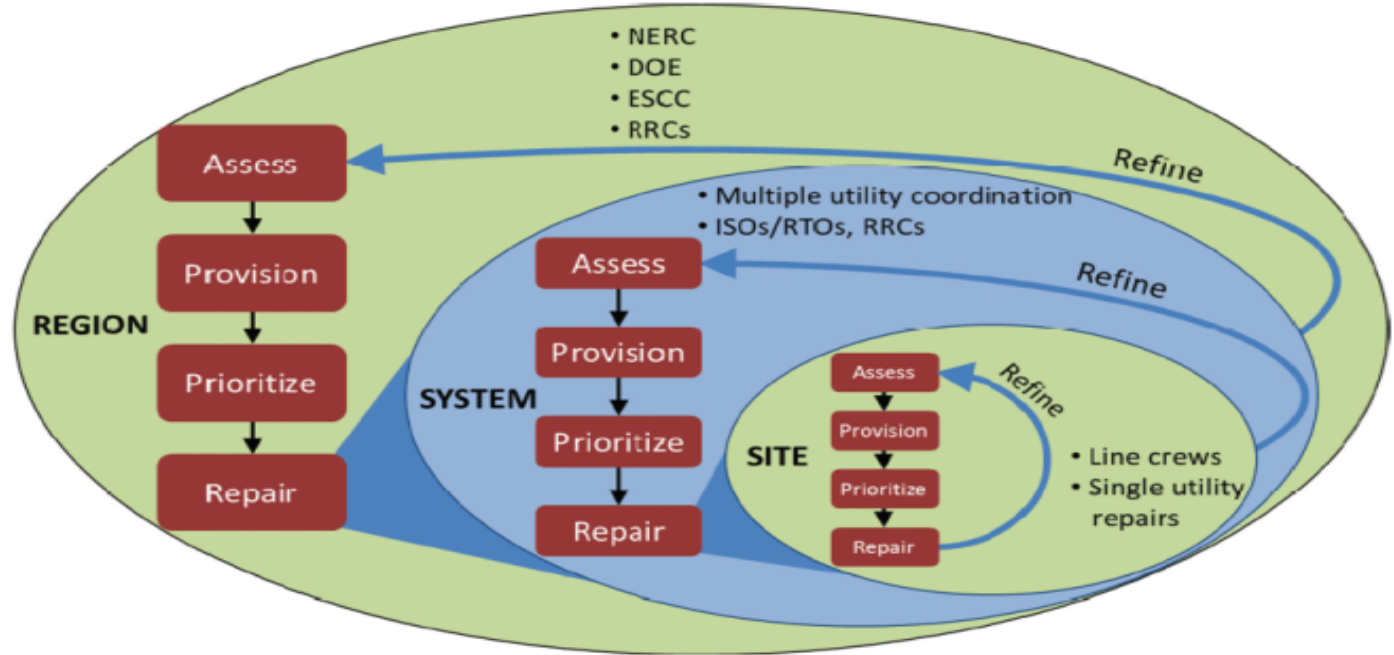 • NERC
• DOE
• ESCC
• RRCs
Refine
Assess
Provision
REGION
Prioritize
Repair
• Multiple utility coordination
• ISOs/RTOs, RRCs
Refine
Assess
Provision
SYSTEM
Prioritize
Repair
Refine
Assess
Provision
SITE
Prioritize
Repair
• Line crews
• Single utility
repairs